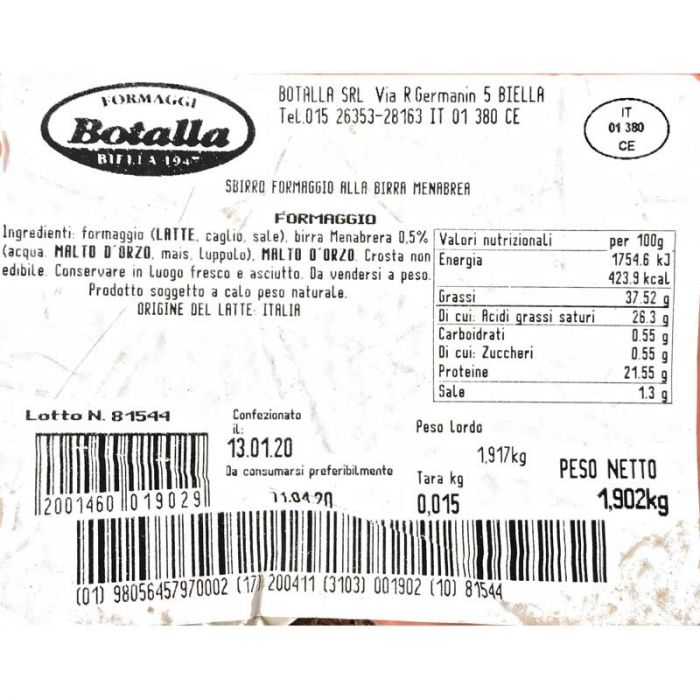 FORMAGGI
Botalla
BIELLA 1947
BOTALLA SRL Via R Germanin 5 BIELLA
Tel.015 26353-28163 IT 01 380 CE
IT
01 380
CE
SBIRRO FORMAGGIO ALLA BIRRA MENABREA
FORMAGGIO
Ingredienti: formaggio (LATTE, caglio, sale), birra Menabrera 0,5%
(acqua, MALTO D'ORZO, mais, luppolo), MALTO D'ORZO. Crosta non
edibile. Conservare in luogo fresco e asciutto. Da vendersi a peso.
Prodotto soggetto a calo peso naturale.
ORIGINE DEL LATTE: ITALIA
Valori nutrizionali per 100g
Energia 1754.6 kJ
423.9 kcal
Grassi 37.52 g
Di cui: Acidi grassi saturi 26.3 g
Carboidrati 0.55 g
Di cui: Zuccheri 0.55 g
Proteine 21.55 g
Sale 1.3 g
Lotto N. 81544
2001460 019029
Confezionato
il:
13.01.20
Da consumarsi preferibilmente
11.04.20
Peso Lordo
1,917kg
Tara kg
0,015
PESO NETTO
1,902kg
(01) 98056457970002 (17) 200411 (3103) 001902 (10) 81544